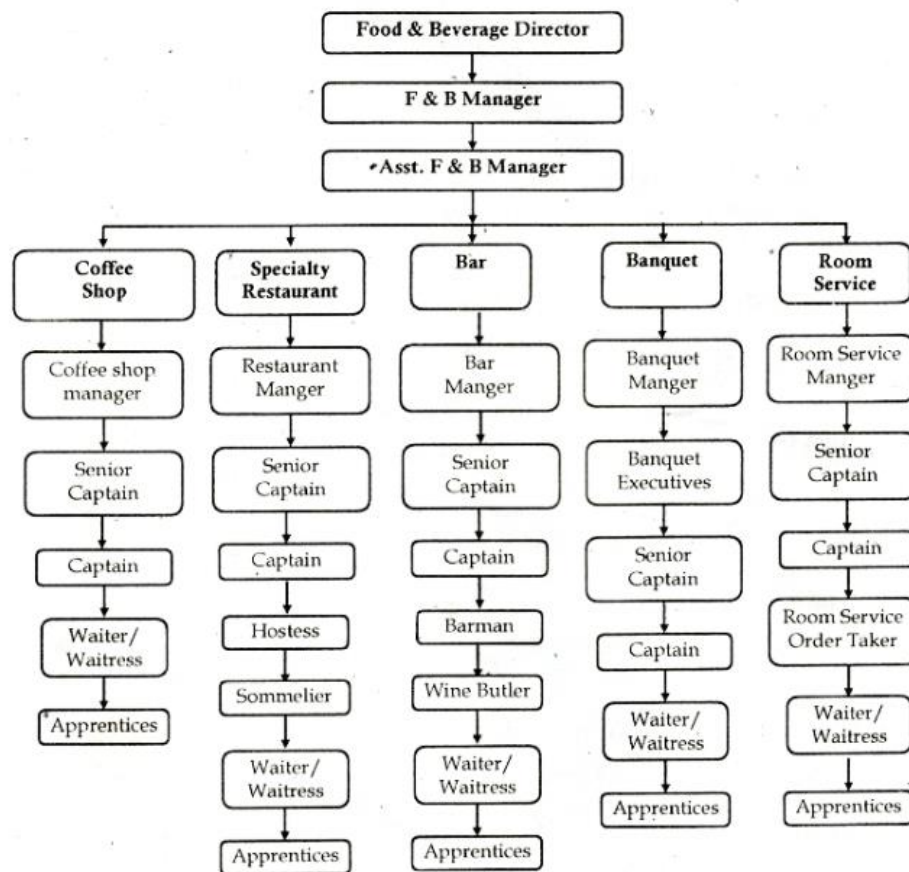 Food & Beverage Director
F & B Manager
Asst. F & B Manager
Coffee
Shop
Specialty
Restaurant
Bar
Banquet
Room
Service
Coffee shop
manager
Restaurant
Manger
Bar
Manger
Banquet
Manger
Room Service
Manger
Senior
Captain
Senior
Captain
Senior
Captain
Banquet
Executives
Senior
Captain
Captain
Captain
Captain
Senior
Captain
Captain
Waiter/
Waitress
Hostess
Barman
Captain
Room Service
Order Taker
Apprentices
Sommelier
Wine Butler
Waiter/
Waitress
Waiter/
Waitress
Waiter/
Waitress
Waiter/
Waitress
Apprentices
Apprentices
Apprentices
Apprentices